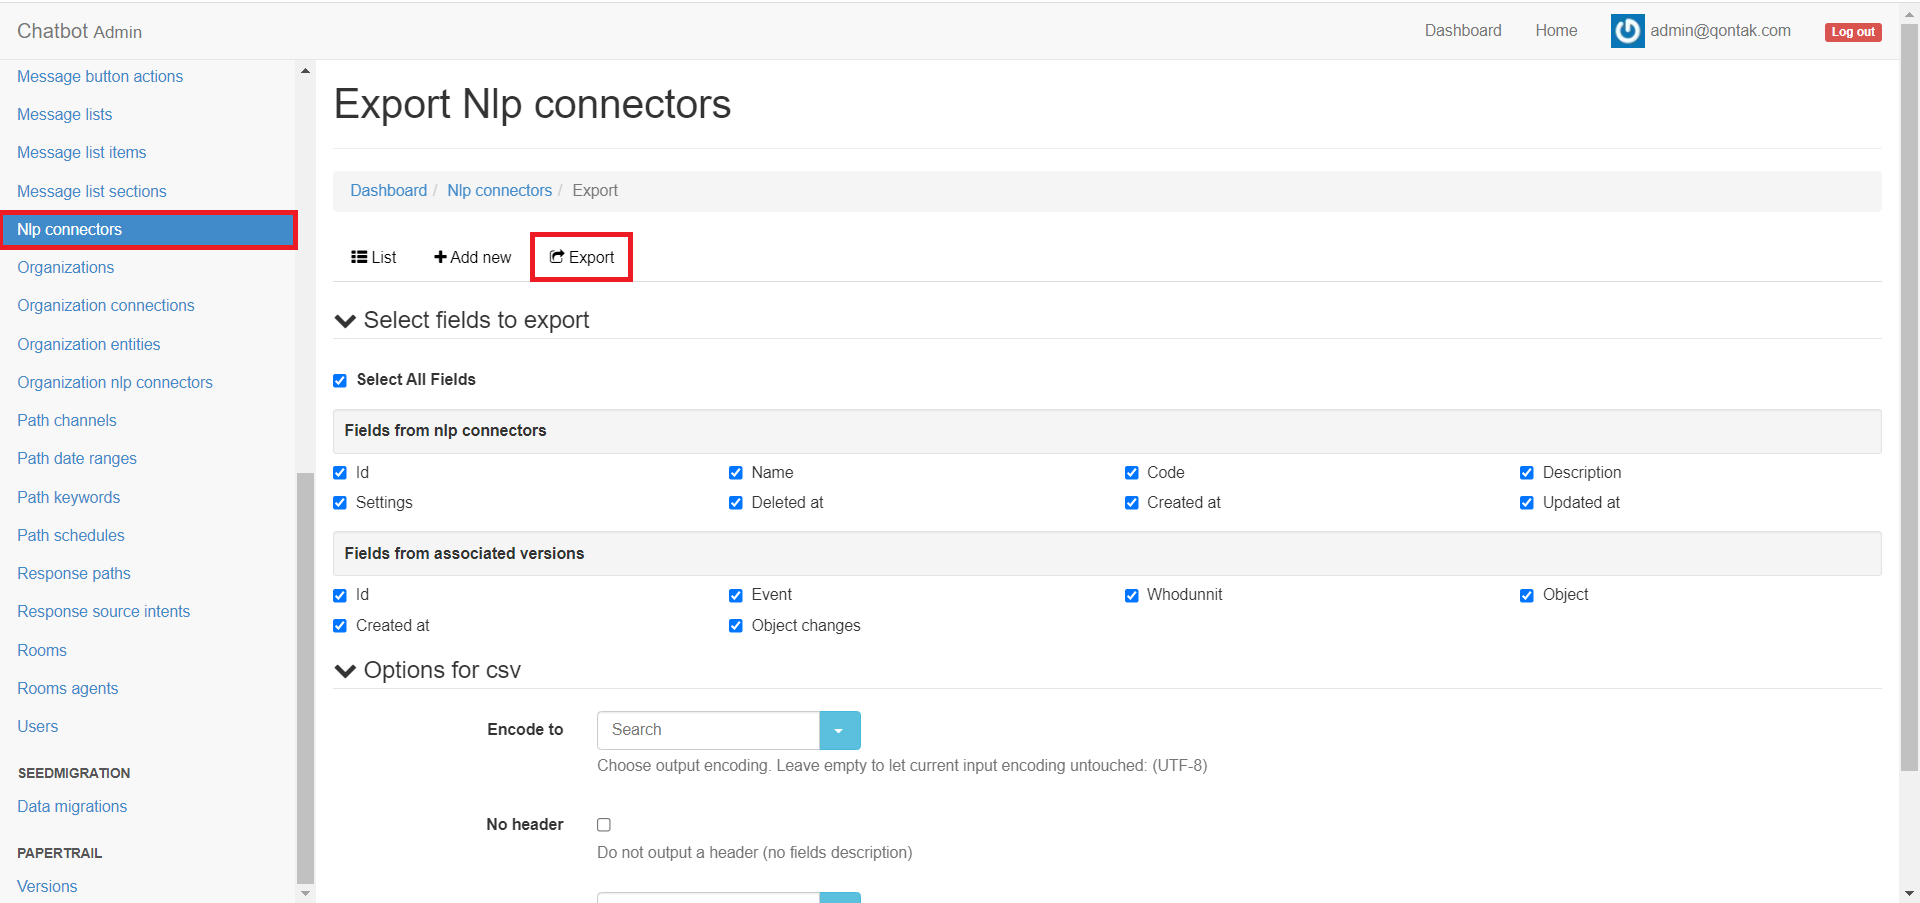 Chatbot Admin
Dashboard
Home
admin@qontak.com
Log out
Message button actions
Message lists
Message list items
Message list sections
Nlp connectors
Organizations
Organization connections
Organization entities
Organization nlp connectors
Path channels
Path date ranges
Path keywords
Path schedules
Response paths
Response source intents
Rooms
Rooms agents
Users
SEEDMIGRATION
Data migrations
PAPERTRAIL
Versions
Export Nlp connectors
Dashboard / Nlp connectors / Export
List
Add new
Export
Select fields to export
Select All Fields
Fields from nlp connectors
Id Name Code Description
Settings Deleted at Created at Updated at
Fields from associated versions
Id Event Whodunnit Object
Created at Object changes
Options for csv
Encode to Search
Choose output encoding. Leave empty to let current input encoding untouched: (UTF-8)
No header
Do not output a header (no fields description)